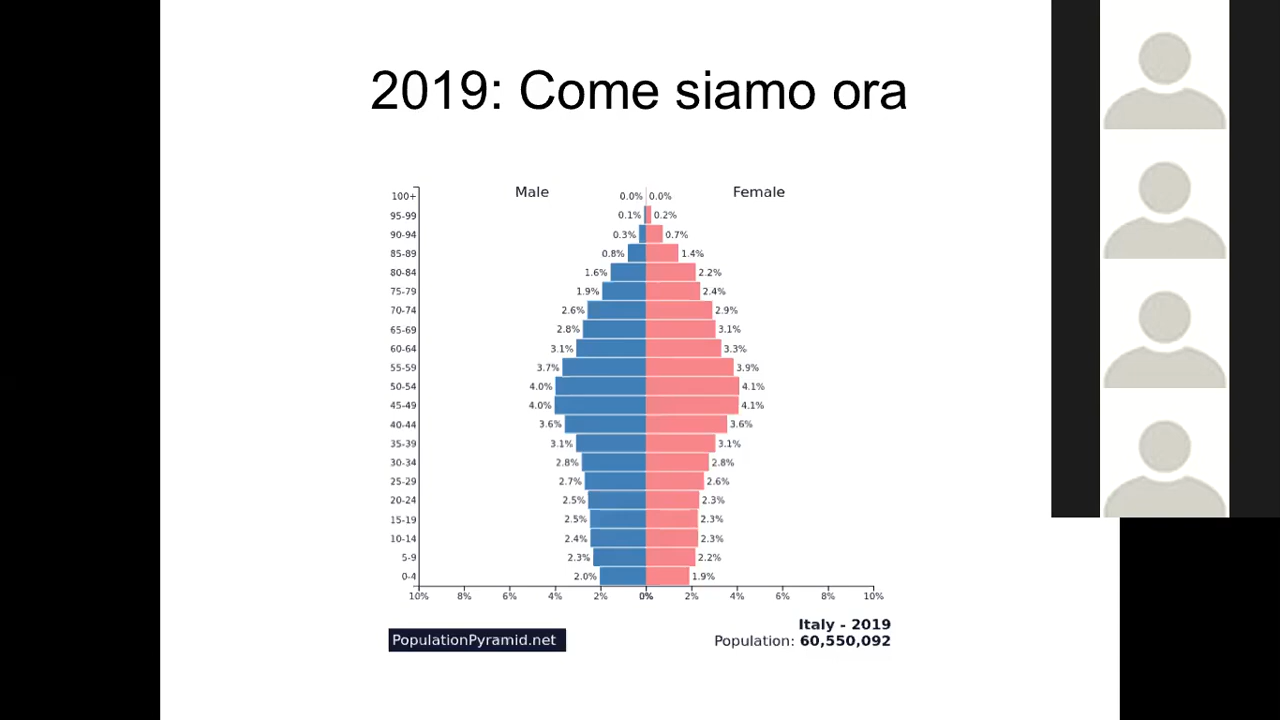 2019: Come siamo ora
Male Female
100+ 0.0% 0.0%
95-99 0.1% 0.2%
90-94 0.3% 0.7%
85-89 0.8% 1.4%
80-84 1.6% 2.2%
75-79 1.9% 2.4%
70-74 2.6% 2.9%
65-69 2.8% 3.1%
60-64 3.1% 3.3%
55-59 3.7% 3.9%
50-54 4.0% 4.1%
45-49 4.0% 4.1%
40-44 3.6% 3.6%
35-39 3.1% 3.1%
30-34 2.8% 2.8%
25-29 2.7% 2.6%
20-24 2.5% 2.3%
15-19 2.5% 2.3%
10-14 2.4% 2.3%
5-9 2.3% 2.2%
0-4 2.0% 1.9%
10% 8% 6% 4% 2% 0% 2% 4% 6% 8% 10%
Italy - 2019
PopulationPyramid.net Population: 60,550,092